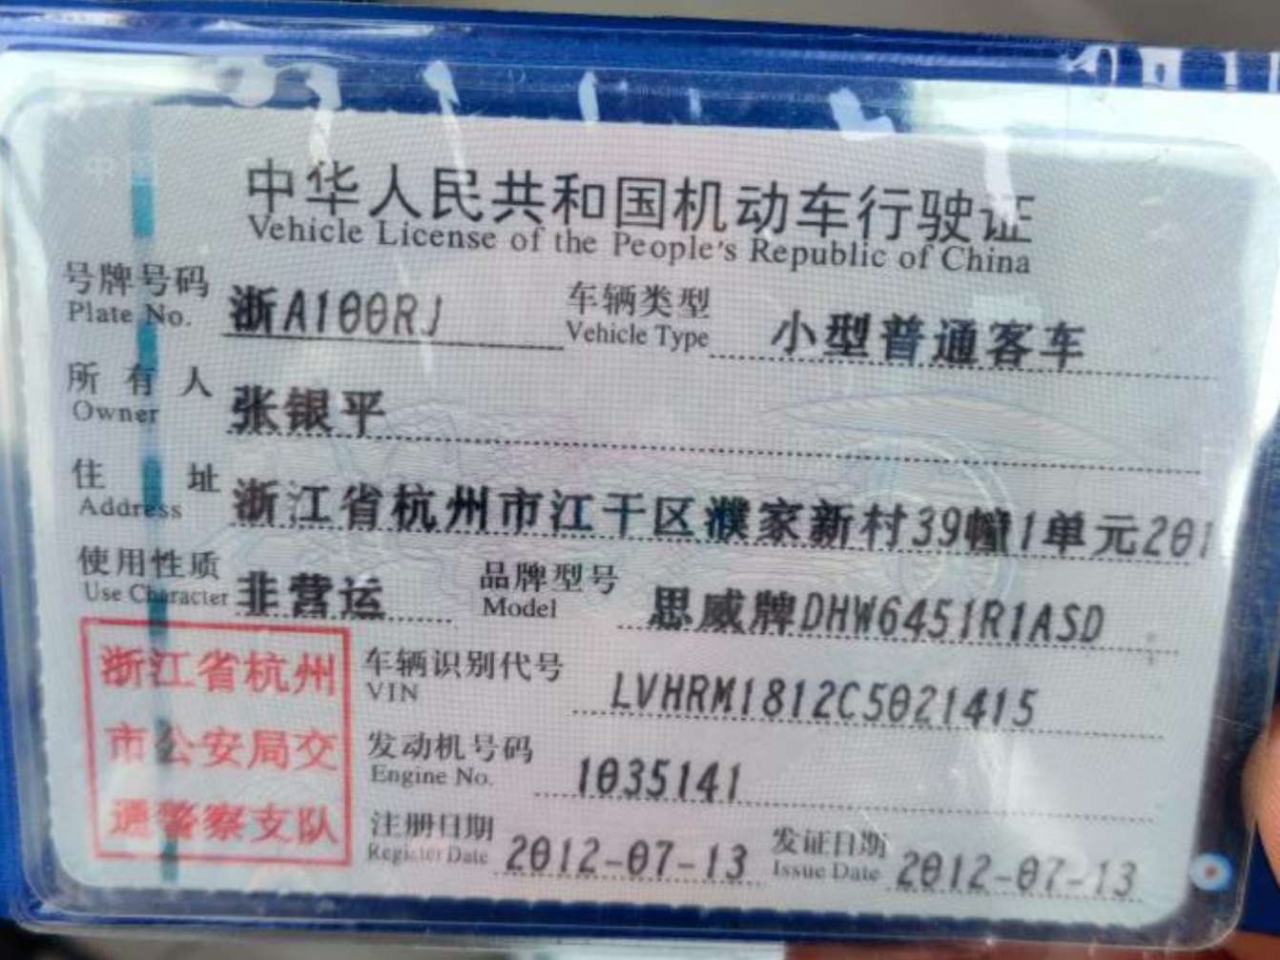 中华人民共和国机动车行驶证
Vehicle License of the People's Republic of China
号牌号码 浙A100RJ 车辆类型 小型普通客车
Plate No. Vehicle Type
所有人 张银平
Owner
住址 浙江省杭州市江干区濮家新村39幢1单元201
Address
使用性质 非营运 品牌型号 思威牌DHW6451R1ASD
Use Character Model
浙江省杭州
市公安局交
通警察支队
车辆识别代号 LVHRM1812C5021415
VIN
发动机号码 1035141
Engine No.
注册日期 2012-07-13 发证日期 2012-07-13
Register Date Issue Date